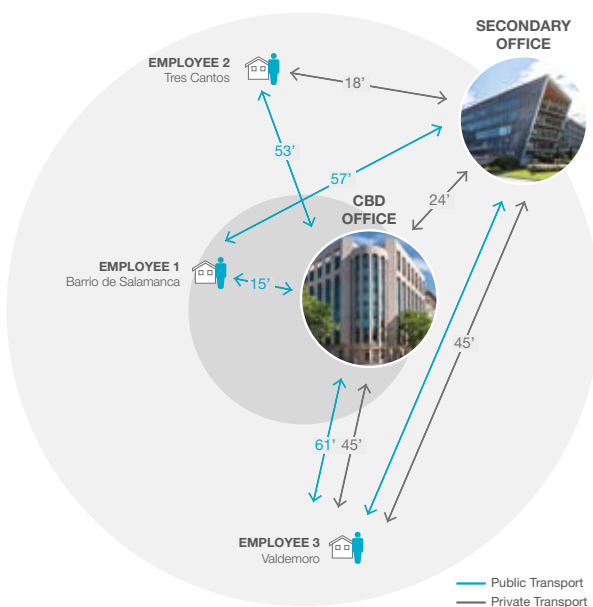 SECONDARY
OFFICE
EMPLOYEE 2
Tres Cantos
18’
53’
57’
CBD
OFFICE
24’
EMPLOYEE 1
Barrio de Salamanca
15’
45’
61’
45’
EMPLOYEE 3
Valdemoro
Public Transport
Private Transport